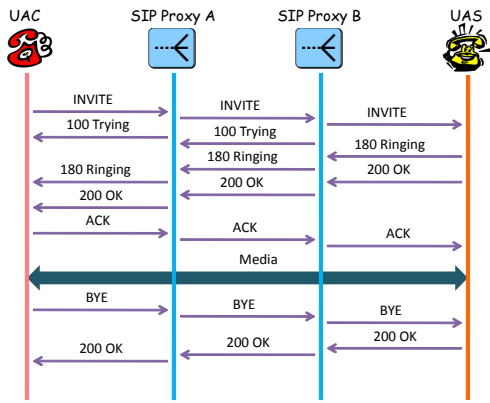 UAC SIP Proxy A SIP Proxy B UAS
INVITE
INVITE
INVITE
100 Trying
100 Trying
180 Ringing
180 Ringing
180 Ringing
200 OK
200 OK
200 OK
ACK
ACK
ACK
Media
BYE
BYE
BYE
200 OK
200 OK
200 OK